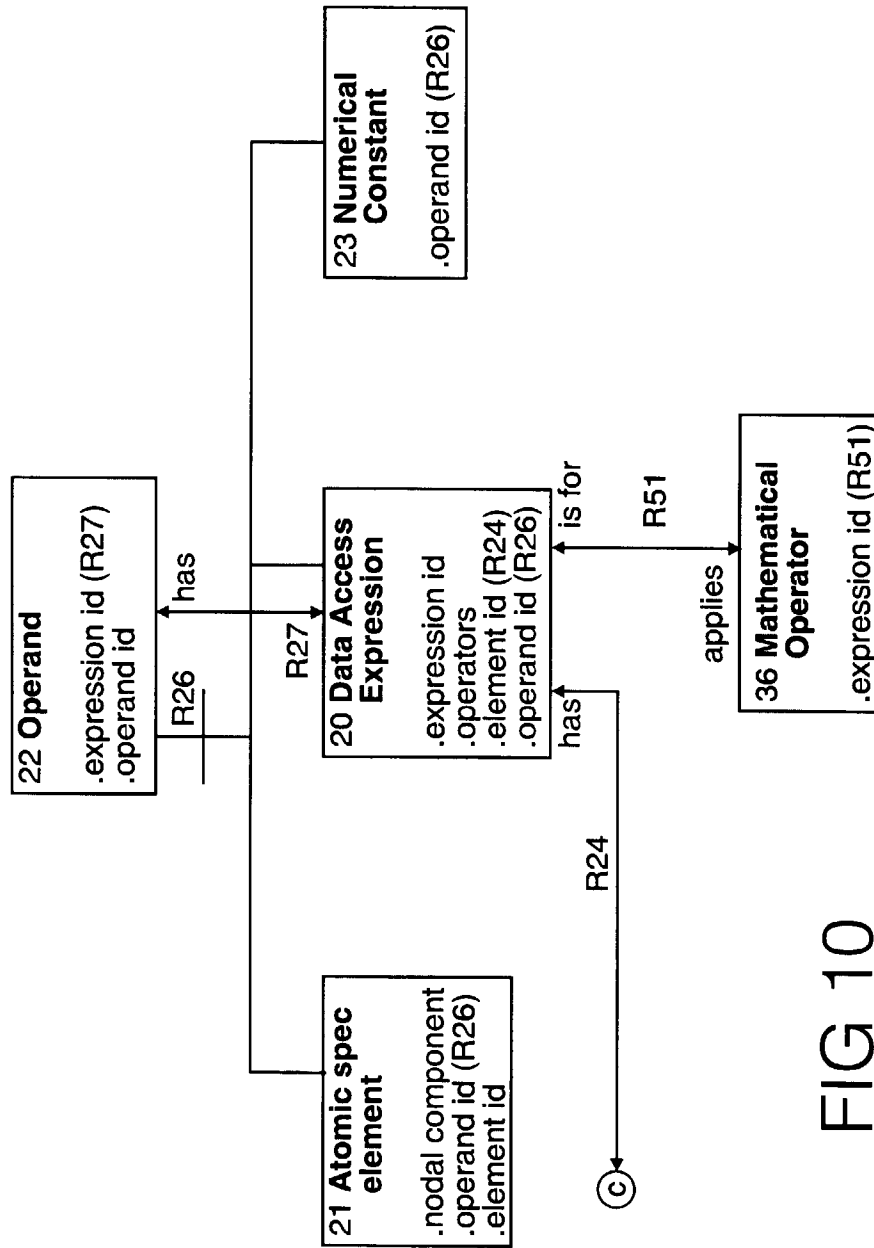 22 Operand
.expression id (R27)
.operand id
R26
has
R27
21 Atomic spec
element
.nodal component
.operand id (R26)
.element id
20 Data Access
Expression
.expression id
.operators
.element id (R24)
.operand id (R26)
23 Numerical
Constant
.operand id (R26)
has
is for
R24
R51
applies
C
36 Mathematical
Operator
.expression id (R51)
FIG 10